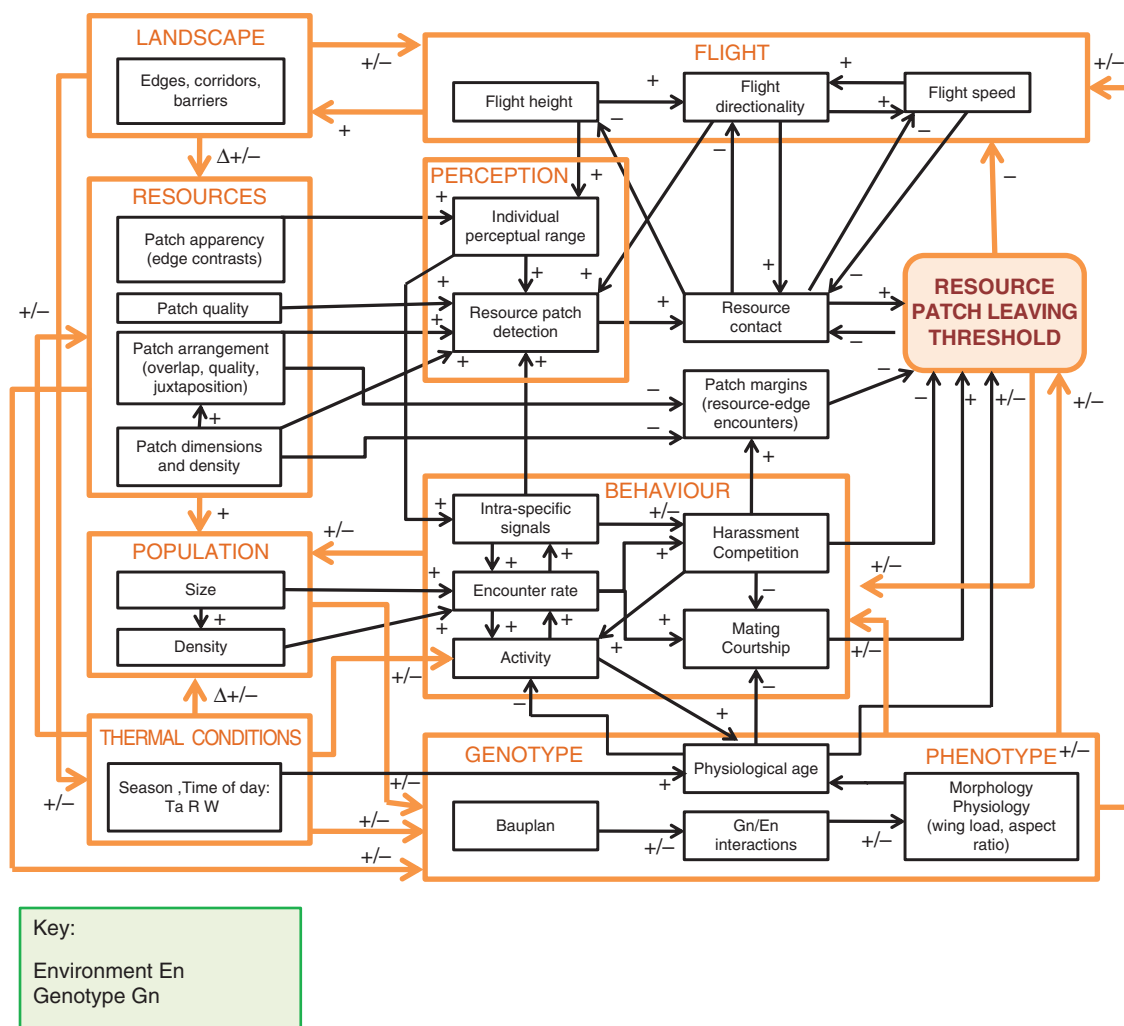 LANDSCAPE
Edges, corridors,
barriers
+/−
+
Δ+/−
FLIGHT
Flight height
+
Flight
directionality
+
+
Flight speed
−
−
−
+
+/−
−
RESOURCES
Patch apparency
(edge contrasts)
Patch quality
Patch arrangement
(overlap, quality,
juxtaposition)
+
Patch dimensions
and density
+/−
+
PERCEPTION
+
Individual
perceptual range
+
+
+
+
+
+
Resource patch
detection
+
+
Resource
contact
+
−
+
−
RESOURCE
PATCH LEAVING
THRESHOLD
−
−
Patch margins
(resource-edge
encounters)
−
−
+
+/−
+/−
+
POPULATION
Size
+
Density
+/−
+
+
BEHAVIOUR
+
Intra-specific
signals
+/−
+
+
+
Harassment
Competition
Encounter rate
+
+
−
+
Mating
Courtship
+
Activity
+/−
+/−
+/−
−
+
−
Δ+/−
THERMAL CONDITIONS
Season ,Time of day:
Ta R W
+/−
+/−
+/−
+/−
GENOTYPE
Physiological age
+
PHENOTYPE
+/−
Bauplan
+/−
Gn/En
interactions
+/−
Morphology
Physiology
(wing load, aspect
ratio)
Key:
Environment En
Genotype Gn